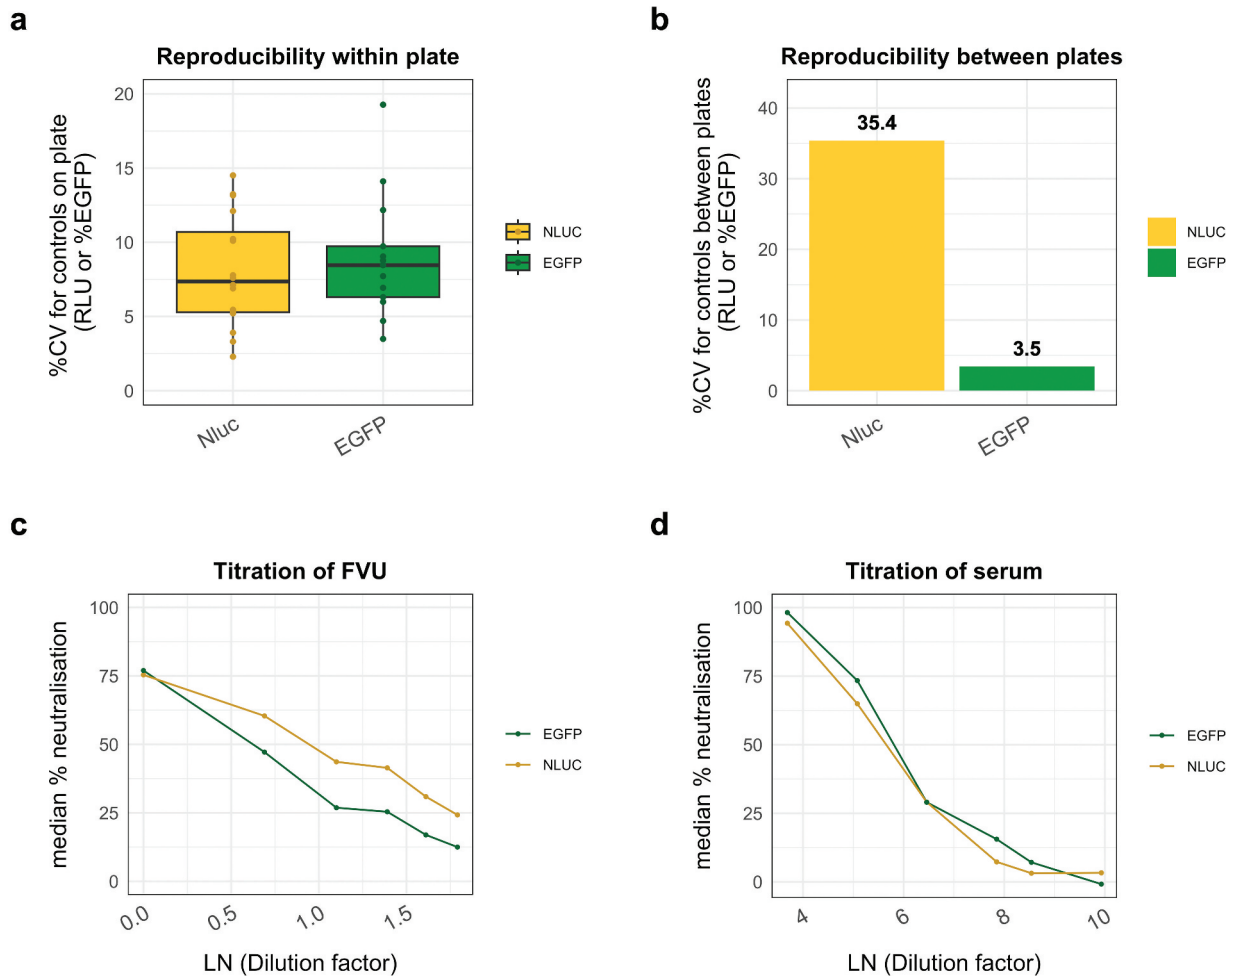 a
Reproducibility within plate
%CV for controls on plate
(RLU or %EGFP)
20
15
10
5
0
Nluc
EGFP
NLUC
EGFP
b
Reproducibility between plates
%CV for controls between plates
(RLU or %EGFP)
40
30
20
10
0
35.4
3.5
Nluc
EGFP
NLUC
EGFP
c
Titration of FVU
median % neutralisation
100
75
50
25
0
0.0
0.5
1.0
1.5
LN (Dilution factor)
EGFP
NLUC
d
Titration of serum
median % neutralisation
100
75
50
25
0
4
6
8
10
LN (Dilution factor)
EGFP
NLUC